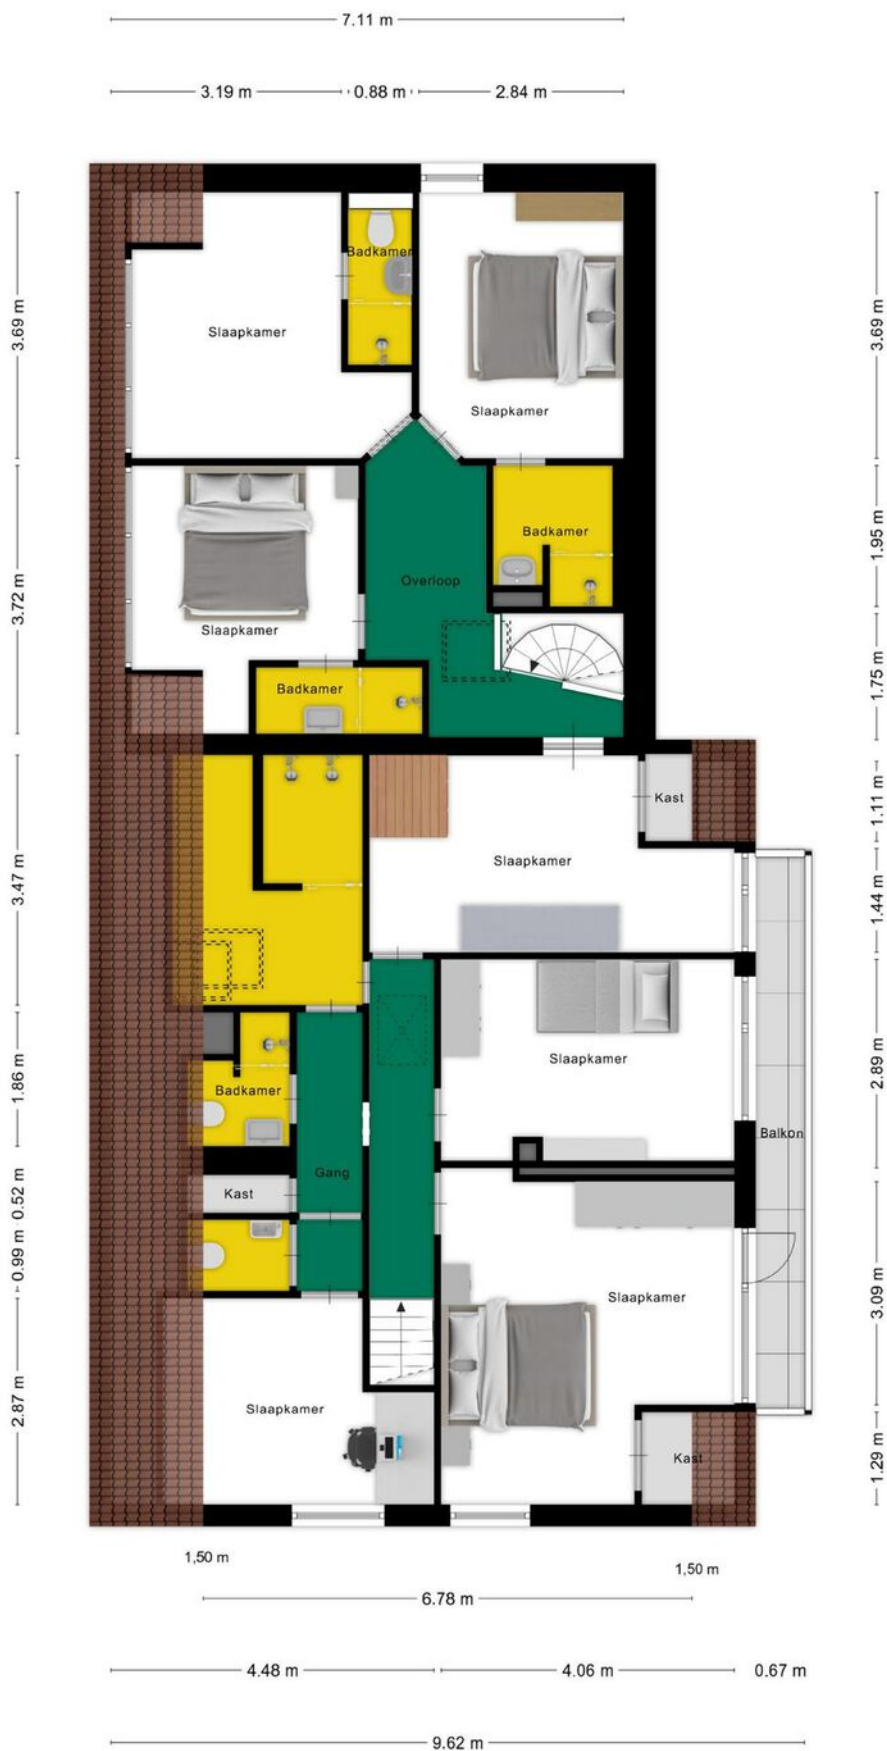 7.11 m
3.19 m 0.88 m 2.84 m
Badkamer
3.69 m
Slaapkamer
3.69 m
Slaapkamer
Badkamer
1.95 m
Overloop
3.72 m
Slaapkamer
1.75 m
Badkamer
Kast
1.11 m
Slaapkamer
3.47 m
1.44 m
Slaapkamer
2.89 m
Badkamer
1.86 m
Balkon
Gang
Kast
0.52 m
0.99 m
Slaapkamer
3.09 m
Slaapkamer
2.87 m
Kast
1.29 m
1,50 m
1,50 m
6.78 m
4.48 m 4.06 m 0.67 m
9.62 m